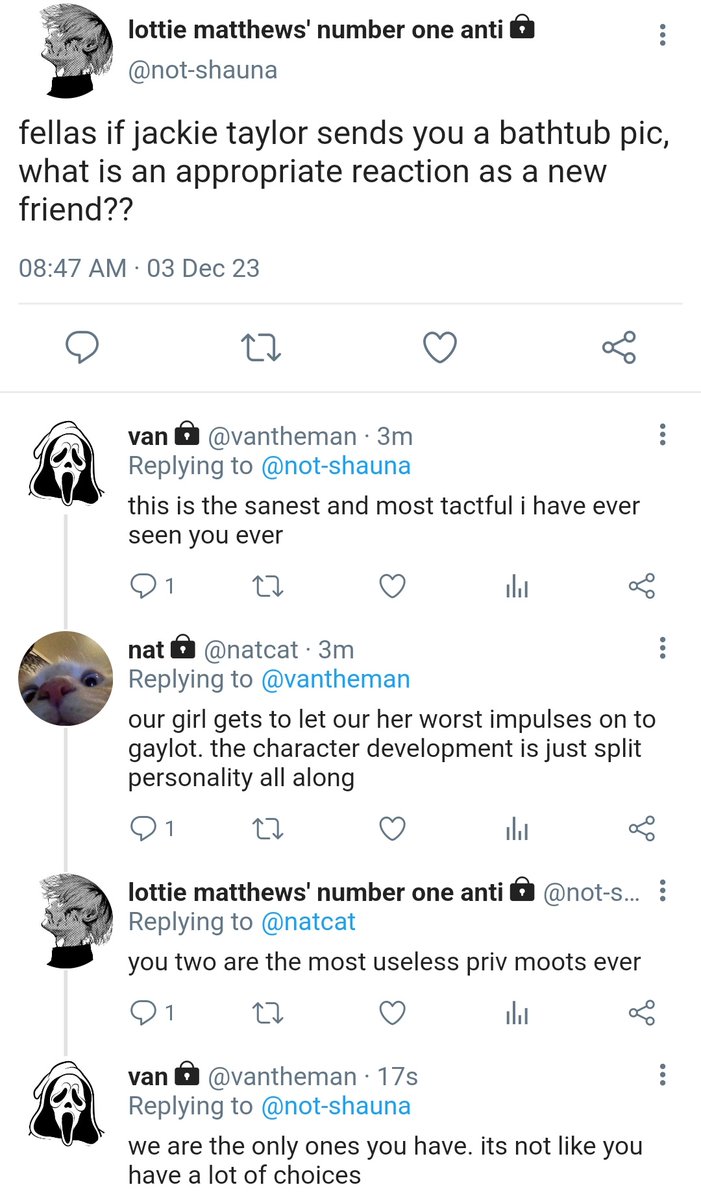 lottie matthews' number one anti
@not-shauna
fellas if jackie taylor sends you a bathtub pic,
what is an appropriate reaction as a new
friend??
08:47 AM · 03 Dec 23
van @vantheman · 3m
Replying to @not-shauna
this is the sanest and most tactful i have ever
seen you ever
1
nat @natcat · 3m
Replying to @vantheman
our girl gets to let our her worst impulses on to
gaylot. the character development is just split
personality all along
1
lottie matthews' number one anti @not-s...
Replying to @natcat
you two are the most useless priv moots ever
1
van @vantheman · 17s
Replying to @not-shauna
we are the only ones you have. its not like you
have a lot of choices